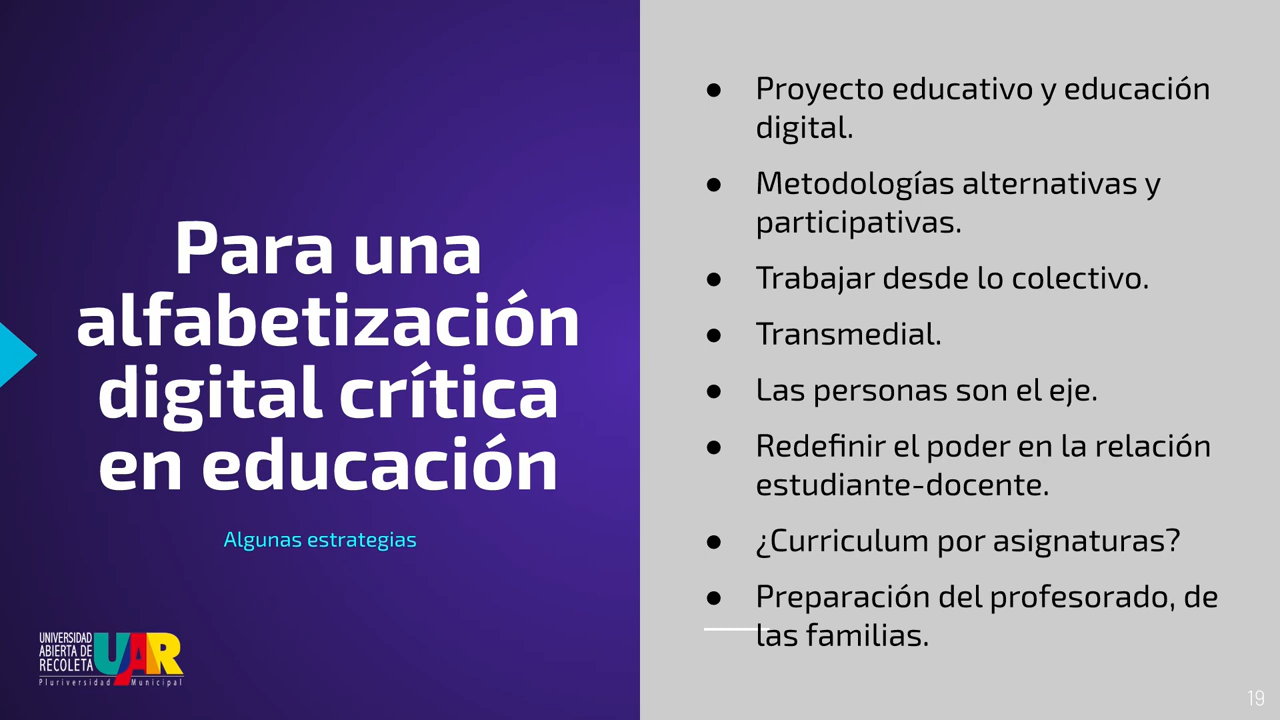 Para una
alfabetización
digital crítica
en educación
Algunas estrategias
UNIVERSIDAD
ABIERTA DE
RECOLETA
UAR
Pluriversidad Municipal
● Proyecto educativo y educación
digital.
● Metodologías alternativas y
participativas.
● Trabajar desde lo colectivo.
● Transmedial.
● Las personas son el eje.
● Redefinir el poder en la relación
estudiante-docente.
● ¿Curriculum por asignaturas?
● Preparación del profesorado, de
las familias.
19